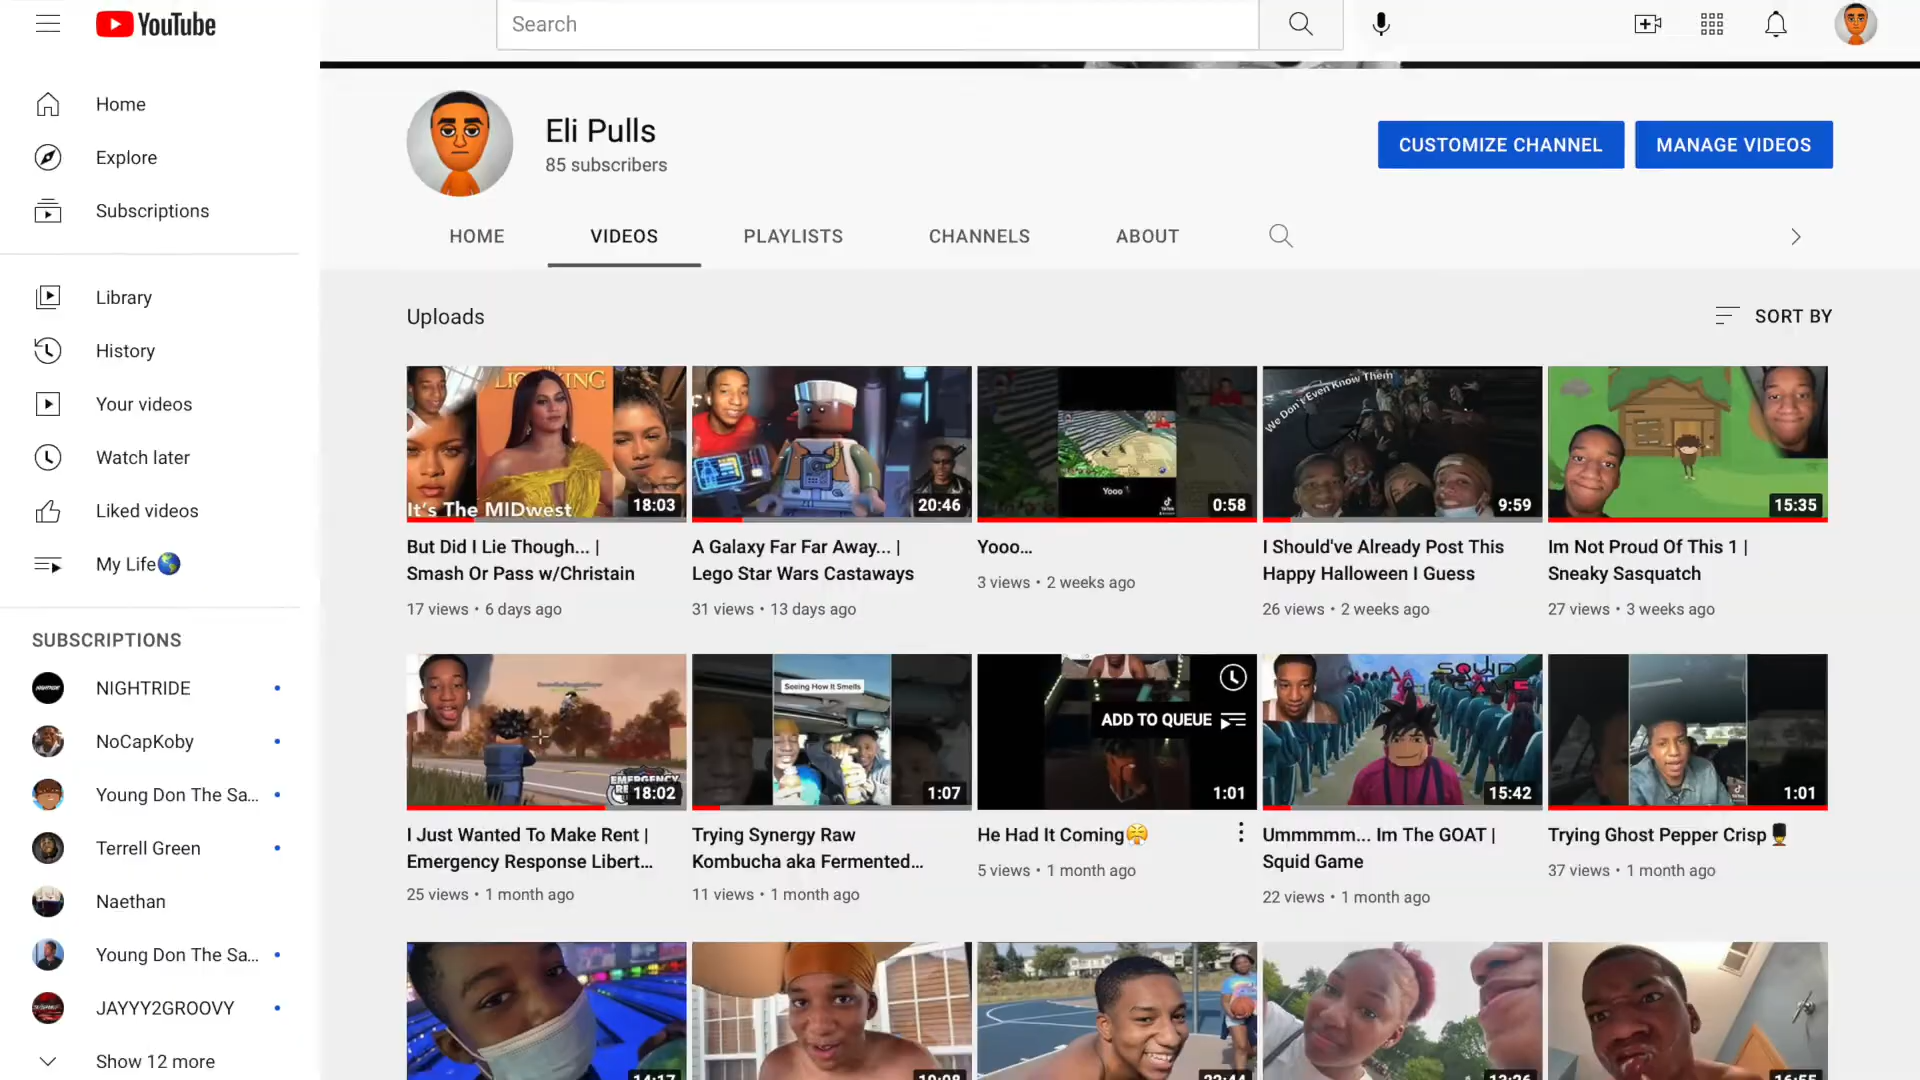 YouTube
Search
Home
Explore
Subscriptions
Library
History
Your videos
Watch later
Liked videos
My Life🌎
SUBSCRIPTIONS
NIGHTRIDE
NoCapKoby
Young Don The Sa...
Terrell Green
Naethan
Young Don The Sa...
JAYYY2GROOVY
Show 12 more
Eli Pulls
85 subscribers
CUSTOMIZE CHANNEL
MANAGE VIDEOS
HOME
VIDEOS
PLAYLISTS
CHANNELS
ABOUT
Uploads
SORT BY
It's The MIDwest
18:03
But Did I Lie Though... |
Smash Or Pass w/Christain
17 views • 6 days ago
20:46
A Galaxy Far Far Away... |
Lego Star Wars Castaways
31 views • 13 days ago
Yooo
TikTok
0:58
Yooo...
3 views • 2 weeks ago
We Don't Even Know Them
9:59
I Should've Already Post This
Happy Halloween I Guess
26 views • 2 weeks ago
15:35
Im Not Proud Of This 1 |
Sneaky Sasquatch
27 views • 3 weeks ago
EMERGENCY
18:02
I Just Wanted To Make Rent |
Emergency Response Libert...
25 views • 1 month ago
Seeing How It Smells
1:07
Trying Synergy Raw
Kombucha aka Fermented...
11 views • 1 month ago
ADD TO QUEUE
1:01
He Had It Coming😤
5 views • 1 month ago
SQUID
GAME
15:42
Ummmmm... Im The GOAT |
Squid Game
22 views • 1 month ago
1:01
Trying Ghost Pepper Crisp 💂
37 views • 1 month ago
14:17